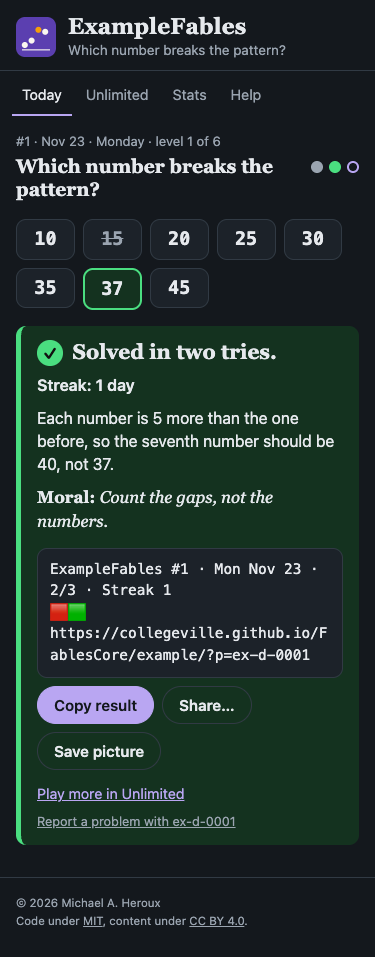 ExampleFables
Which number breaks the pattern?
Today Unlimited Stats Help
#1 · Nov 23 · Monday · level 1 of 6
Which number breaks the
pattern?
10 15 20 25 30
35 37 45
Solved in two tries.
Streak: 1 day
Each number is 5 more than the one
before, so the seventh number should be
40, not 37.
Moral: Count the gaps, not the
numbers.
ExampleFables #1 · Mon Nov 23 ·
2/3 · Streak 1
https://collegeville.github.io/F
ablesCore/example/?p=ex-d-0001
Copy result Share...
Save picture
Play more in Unlimited
Report a problem with ex-d-0001
© 2026 Michael A. Heroux
Code under MIT, content under CC BY 4.0.